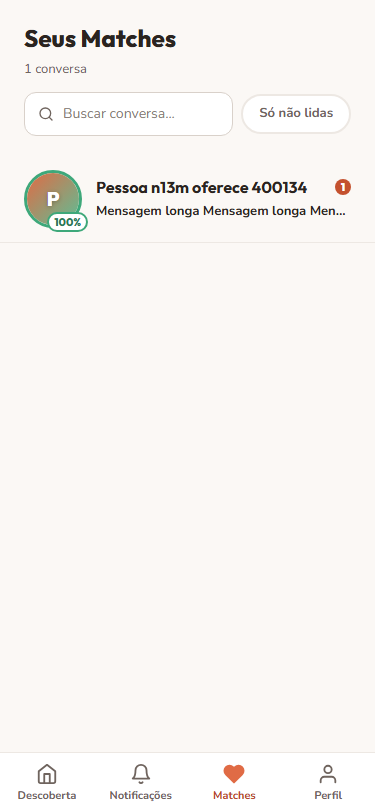 Seus Matches
1 conversa
Buscar conversa...
Só não lidas
P
100%
Pessoa n13m oferece 400134
1
Mensagem longa Mensagem longa Men...
Descoberta
Notificações
Matches
Perfil